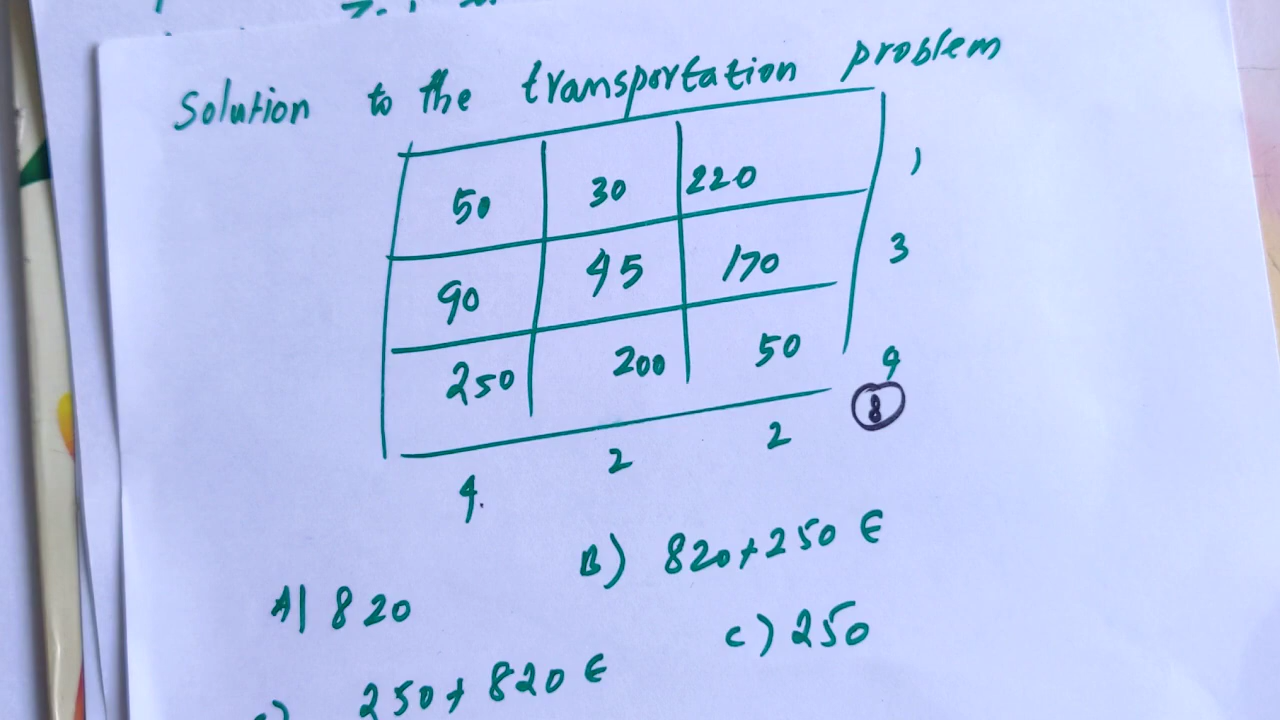 Solution to the transportation problem
50 30 220 1
90 45 170 3
250 200 50 4
4. 2 2 8
A) 820
B) 820+250 €
C) 250
250+820 €